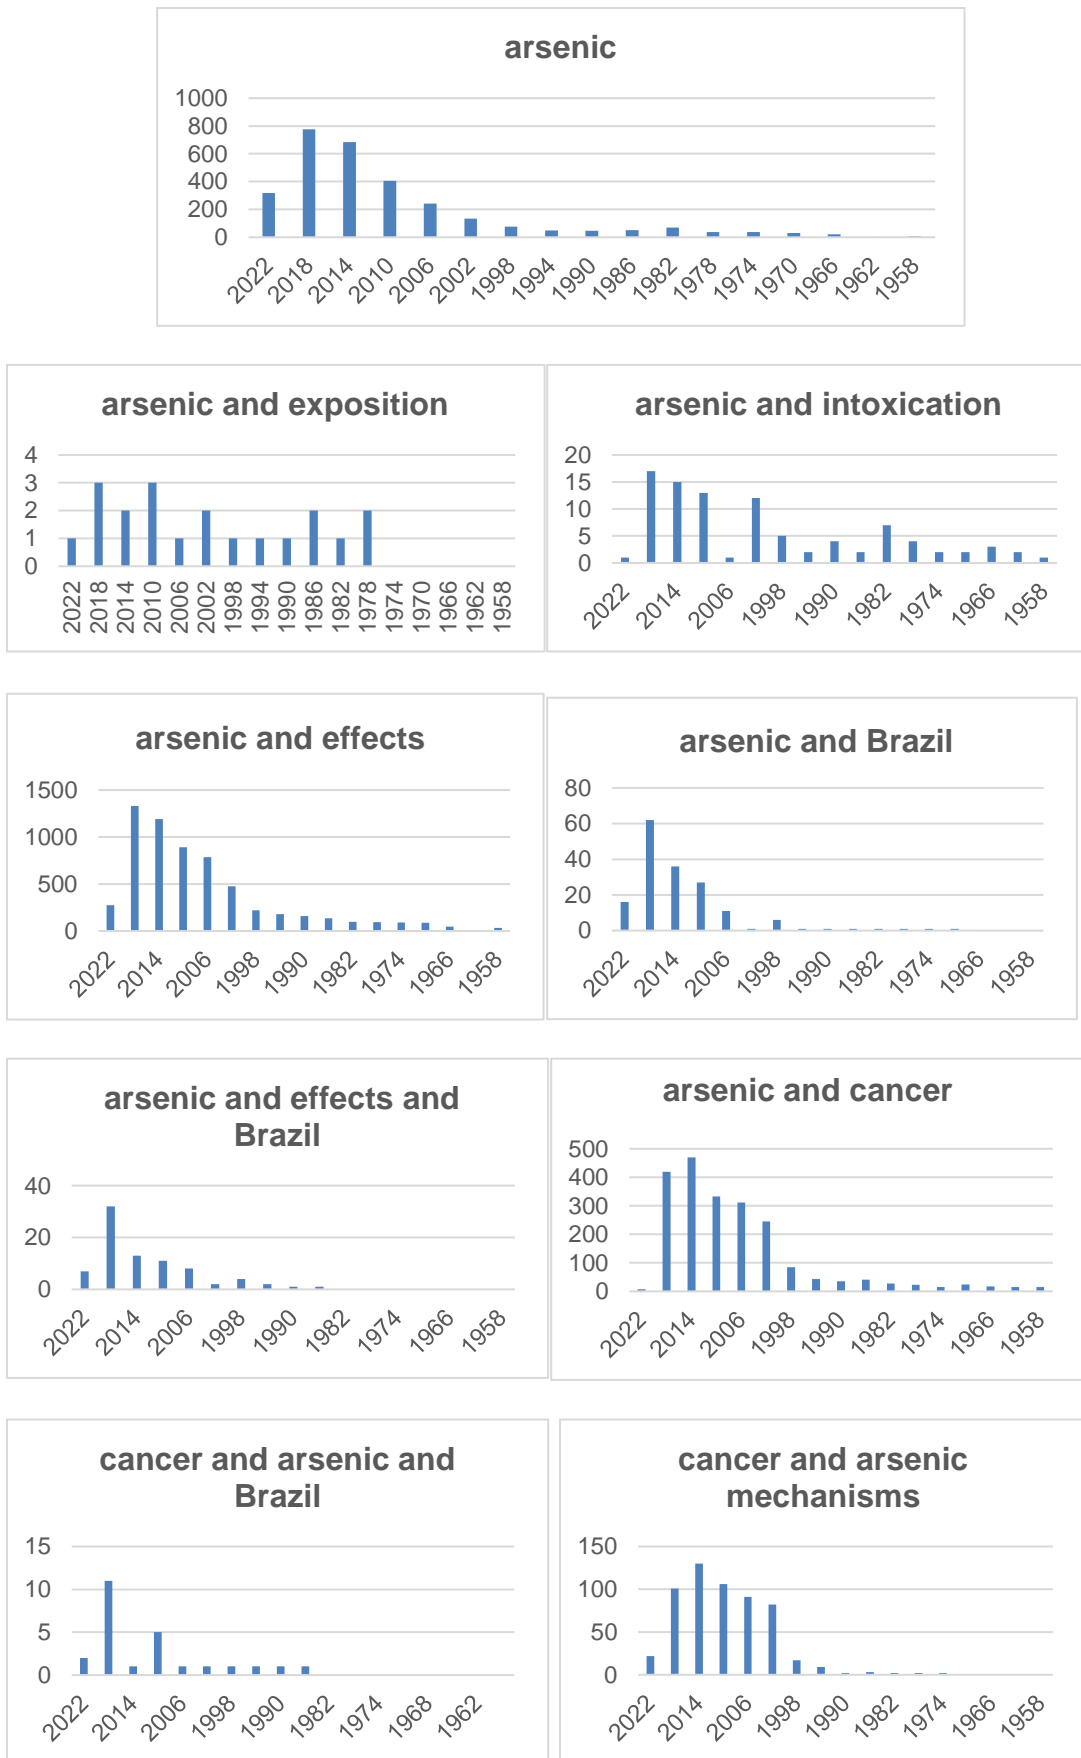 arsenic
1000
800
600
400
200
0
2022 2018 2014 2010 2006 2002 1998 1994 1990 1986 1982 1978 1974 1970 1966 1962 1958
arsenic and exposition
4
3
2
1
0
2022 2018 2014 2010 2006 2002 1998 1994 1990 1986 1982 1978 1974 1970 1966 1962 1958
arsenic and intoxication
20
15
10
5
0
2022 2014 2006 1998 1990 1982 1974 1966 1958
arsenic and effects
1500
1000
500
0
2022 2014 2006 1998 1990 1982 1974 1966 1958
arsenic and Brazil
80
60
40
20
0
2022 2014 2006 1998 1990 1982 1974 1966 1958
arsenic and effects and
Brazil
40
20
0
2022 2014 2006 1998 1990 1982 1974 1966 1958
arsenic and cancer
500
400
300
200
100
0
2022 2014 2006 1998 1990 1982 1974 1966 1958
cancer and arsenic and
Brazil
15
10
5
0
2022 2014 2006 1998 1990 1982 1974 1968 1962
cancer and arsenic
mechanisms
150
100
50
0
2022 2014 2006 1998 1990 1982 1974 1966 1958